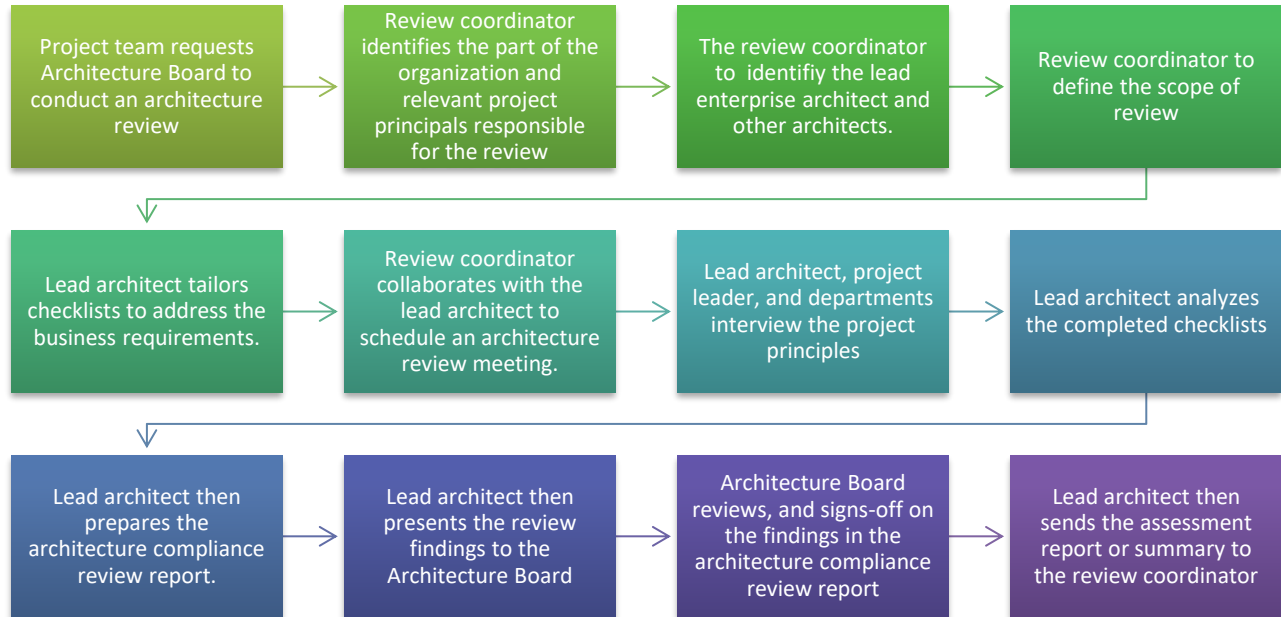 Project team requests
Architecture Board to
conduct an architecture
review
Review coordinator
identifies the part of the
organization and
relevant project
principals responsible
for the review
The review coordinator
to identifiy the lead
enterprise architect and
other architects.
Review coordinator to
define the scope of
review
Lead architect tailors
checklists to address the
business requirements.
Review coordinator
collaborates with the
lead architect to
schedule an architecture
review meeting.
Lead architect, project
leader, and departments
interview the project
principles
Lead architect analyzes
the completed checklists
Lead architect then
prepares the
architecture compliance
review report.
Lead architect then
presents the review
findings to the
Architecture Board
Architecture Board
reviews, and signs-off on
the findings in the
architecture compliance
review report
Lead architect then
sends the assessment
report or summary to
the review coordinator